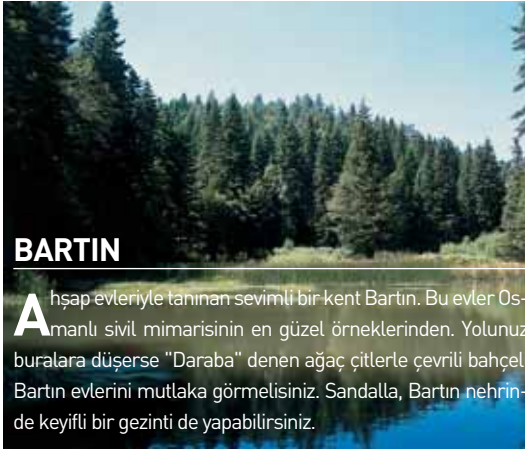 BARTIN
Ahşap evleriyle tanınan sevimli bir kent Bartın. Bu evler Os-
manlı sivil mimarisinin en güzel örneklerinden. Yolunuz
buralara düşerse "Daraba" denen ağaç çitlerle çevrili bahçel
Bartın evlerini mutlaka görmelisiniz. Sandalla, Bartın nehrin-
de keyifli bir gezinti de yapabilirsiniz.